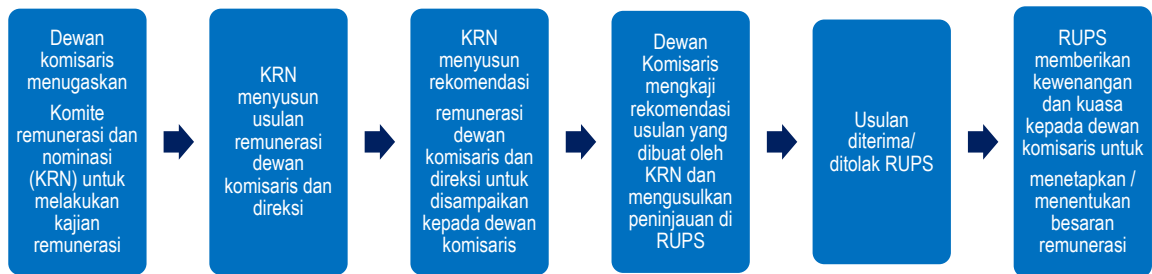 Dewan
komisaris
menugaskan
Komite
remunerasi dan
nominasi
(KRN) untuk
melakukan
kajian
remunerasi
KRN
menyusun
usulan
remunerasi
dewan
komisaris dan
direksi
KRN
menyusun
rekomendasi
remunerasi
dewan
komisaris dan
direksi untuk
disampaikan
kepada dewan
komisaris
Dewan
Komisaris
mengkaji
rekomendasi
usulan yang
dibuat oleh
KRN dan
mengusulkan
peninjauan di
RUPS
Usulan
diterima/
ditolak RUPS
RUPS
memberikan
kewenangan
dan kuasa
kepada dewan
komisaris untuk
menetapkan /
menentukan
besaran
remunerasi